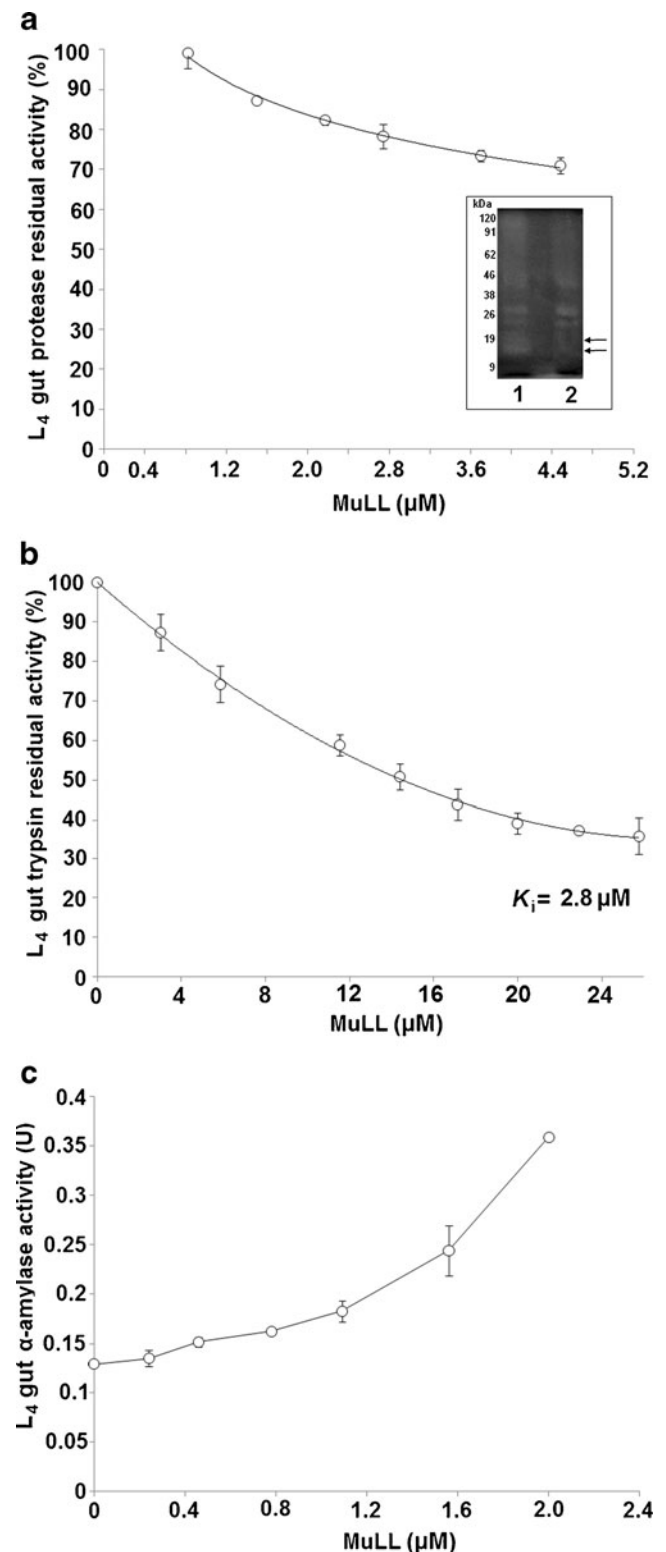 a
L4 gut protease residual activity (%)
100
90
80
70
60
50
40
30
20
10
0
kDa
120
91
62
46
38
26
19
9
1 2
0 0.4 1.2 2.0 2.8 3.6 4.4 5.2
MuLL (µM)
b
L4 gut trypsin residual activity (%)
100
90
80
70
60
50
40
30
20
10
0
Ki = 2.8 µM
0 4 8 12 16 20 24
MuLL (µM)
c
L4 gut α-amylase activity (U)
0.4
0.35
0.3
0.25
0.2
0.15
0.1
0.05
0
0 0.4 0.8 1.2 1.6 2.0 2.4
MuLL (µM)